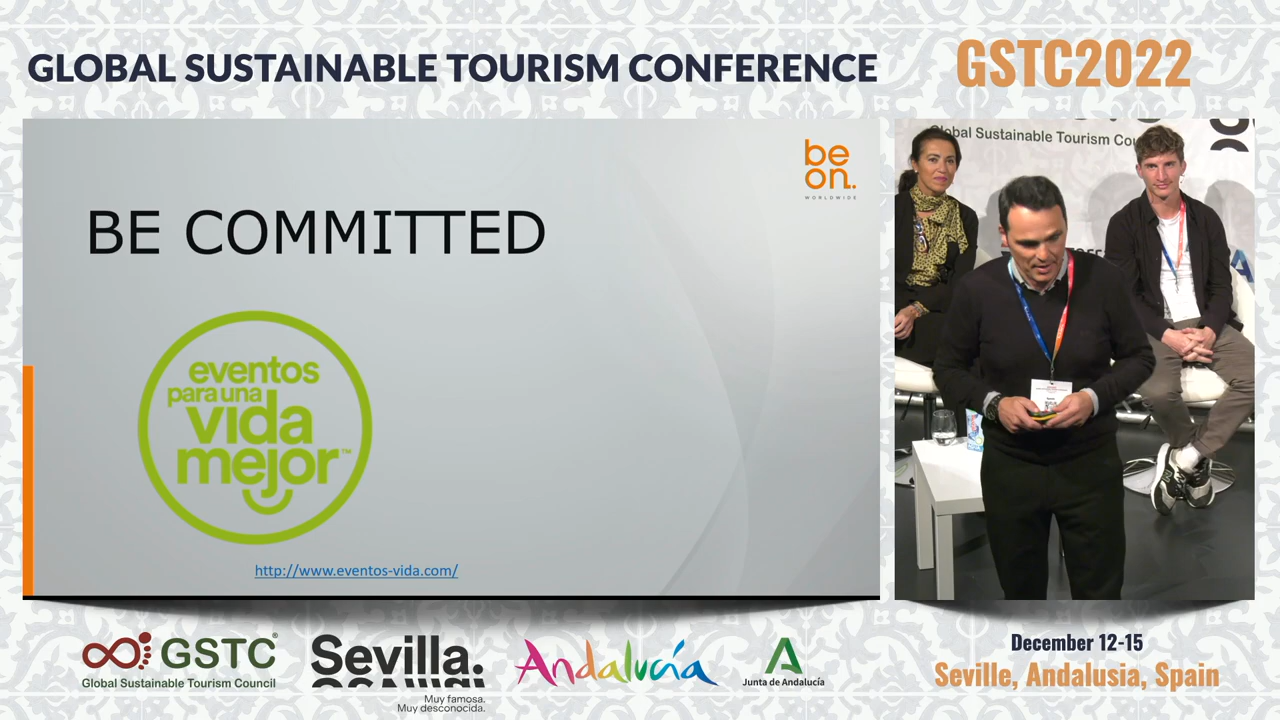 GLOBAL SUSTAINABLE TOURISM CONFERENCE
GSTC2022
be
on.
WORLDWIDE
BE COMMITTED
eventos
para una
vida
mejor™
http://www.eventos-vida.com/
Global Sustainable Tourism Cou
GSTC®
Global Sustainable Tourism Council
Sevilla.
Muy famosa.
Muy desconocida.
Andalucía
Junta de Andalucía
December 12-15
Seville, Andalusia, Spain